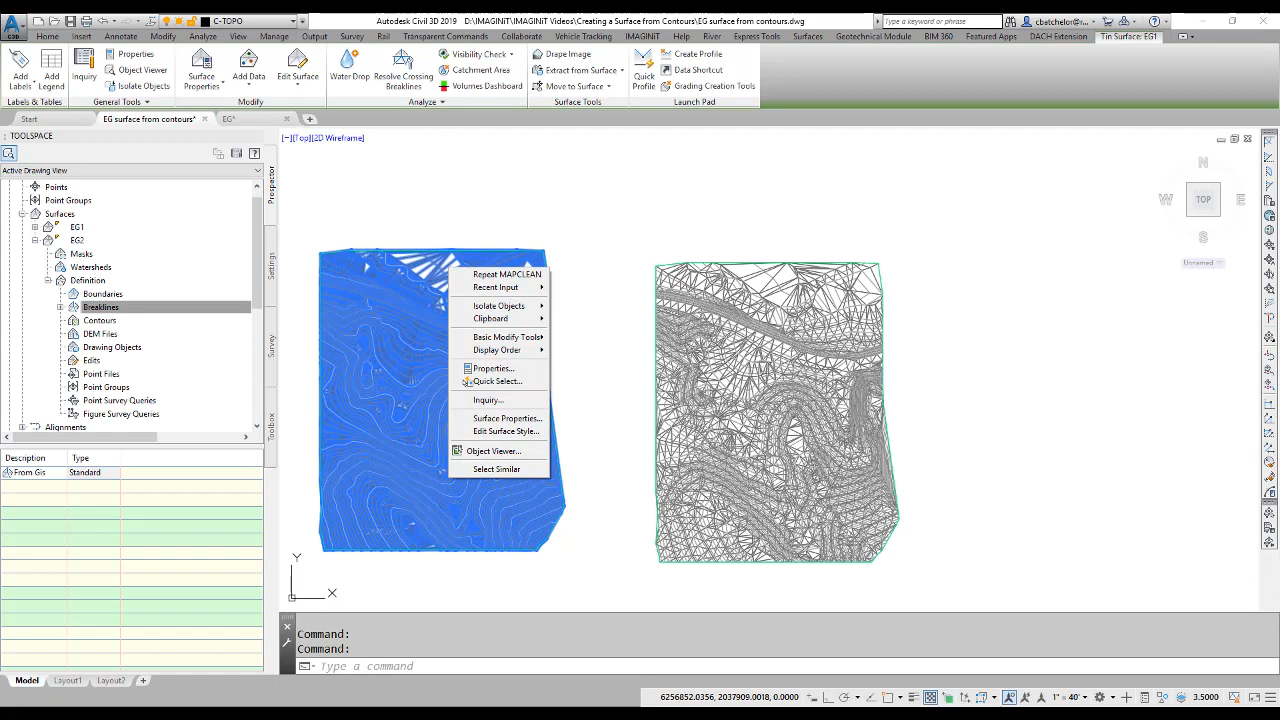 C-TOPO
Autodesk Civil 3D 2019 D:\IMAGINiT\IMAGINiT Videos\Creating a Surface from Contours\EG surface from contours.dwg
Type a keyword or phrase
cbatchelor@r...
C3D
Home Insert Annotate Modify Analyze View Manage Output Survey Rail Transparent Commands Collaborate Vehicle Tracking IMAGINiT Help River Express Tools Surfaces Geotechnical Module BIM 360 Featured Apps DACH Extension Tin Surface: EG1
Add Labels
Add Legend
Inquiry
Properties
Object Viewer
Isolate Objects
Surface Properties
Add Data
Edit Surface
Water Drop
Resolve Crossing Breaklines
Visibility Check
Catchment Area
Volumes Dashboard
Drape Image
Extract from Surface
Move to Surface
Quick Profile
Create Profile
Data Shortcut
Grading Creation Tools
Labels & Tables General Tools Modify Analyze Surface Tools Launch Pad
Start EG surface from contours* EG*
TOOLSPACE
Active Drawing View
Points
Point Groups
Surfaces
EG1
EG2
Masks
Watersheds
Definition
Boundaries
Breaklines
Contours
DEM Files
Drawing Objects
Edits
Point Files
Point Groups
Point Survey Queries
Figure Survey Queries
Alignments
Prospector
Settings
Survey
Toolbox
Description Type
From Gis Standard
[−][Top][2D Wireframe]
Repeat MAPCLEAN
Recent Input
Isolate Objects
Clipboard
Basic Modify Tools
Display Order
Properties...
Quick Select...
Inquiry...
Surface Properties...
Edit Surface Style...
Object Viewer...
Select Similar
N
W TOP E
S
Unnamed
Y
X
Command:
Command:
Type a command
Model Layout1 Layout2
6256852.0356, 2037909.0018, 0.0000 MODEL 1" = 40' 3.5000